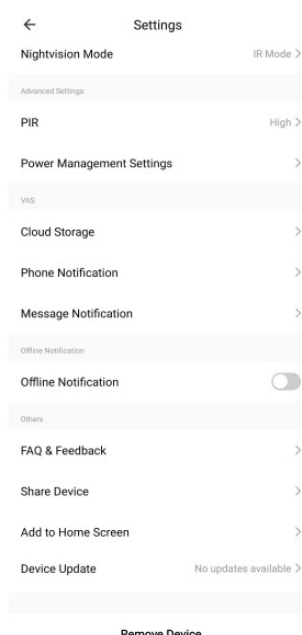 Settings
Nightvision Mode IR Mode
Advanced Settings
PIR High
Power Management Settings
VAS
Cloud Storage
Phone Notification
Message Notification
Offline Notification
Offline Notification
Others
FAQ & Feedback
Share Device
Add to Home Screen
Device Update No updates available
Remove Device